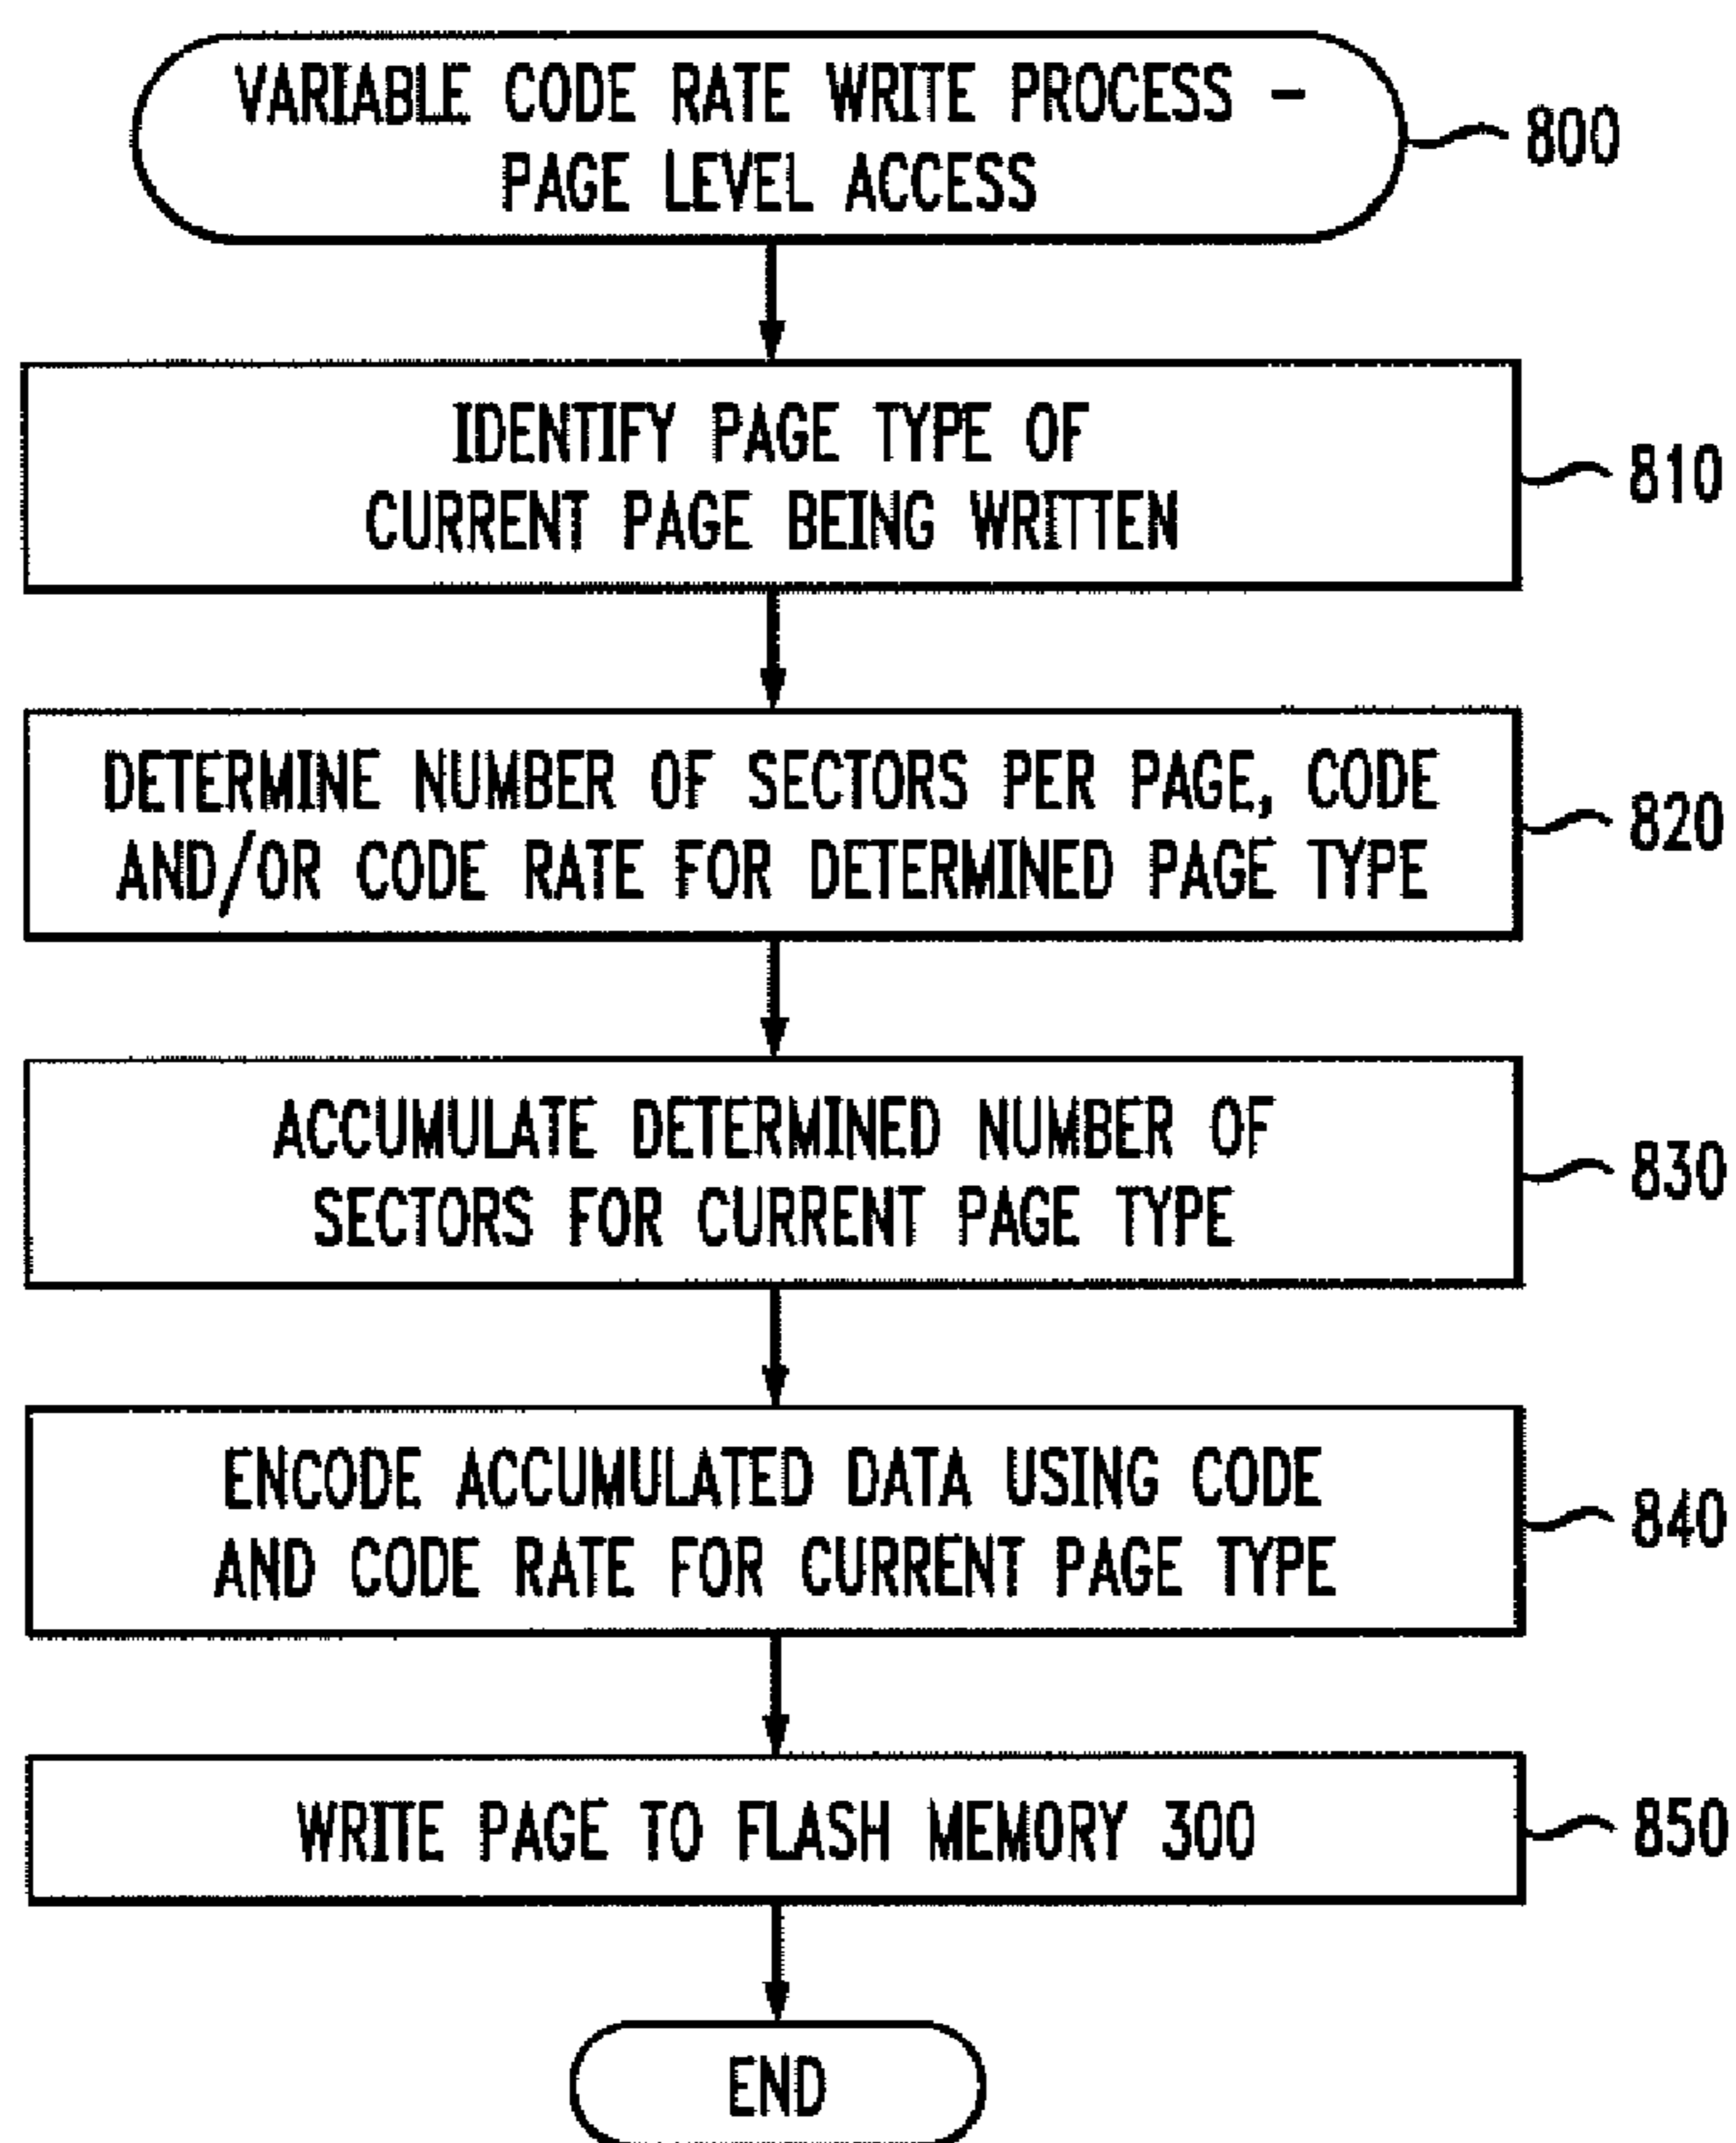 VARIABLE CODE RATE WRITE PROCESS -
PAGE LEVEL ACCESS
800
IDENTIFY PAGE TYPE OF
CURRENT PAGE BEING WRITTEN
810
DETERMINE NUMBER OF SECTORS PER PAGE, CODE
AND/OR CODE RATE FOR DETERMINED PAGE TYPE
820
ACCUMULATE DETERMINED NUMBER OF
SECTORS FOR CURRENT PAGE TYPE
830
ENCODE ACCUMULATED DATA USING CODE
AND CODE RATE FOR CURRENT PAGE TYPE
840
WRITE PAGE TO FLASH MEMORY 300
850
END